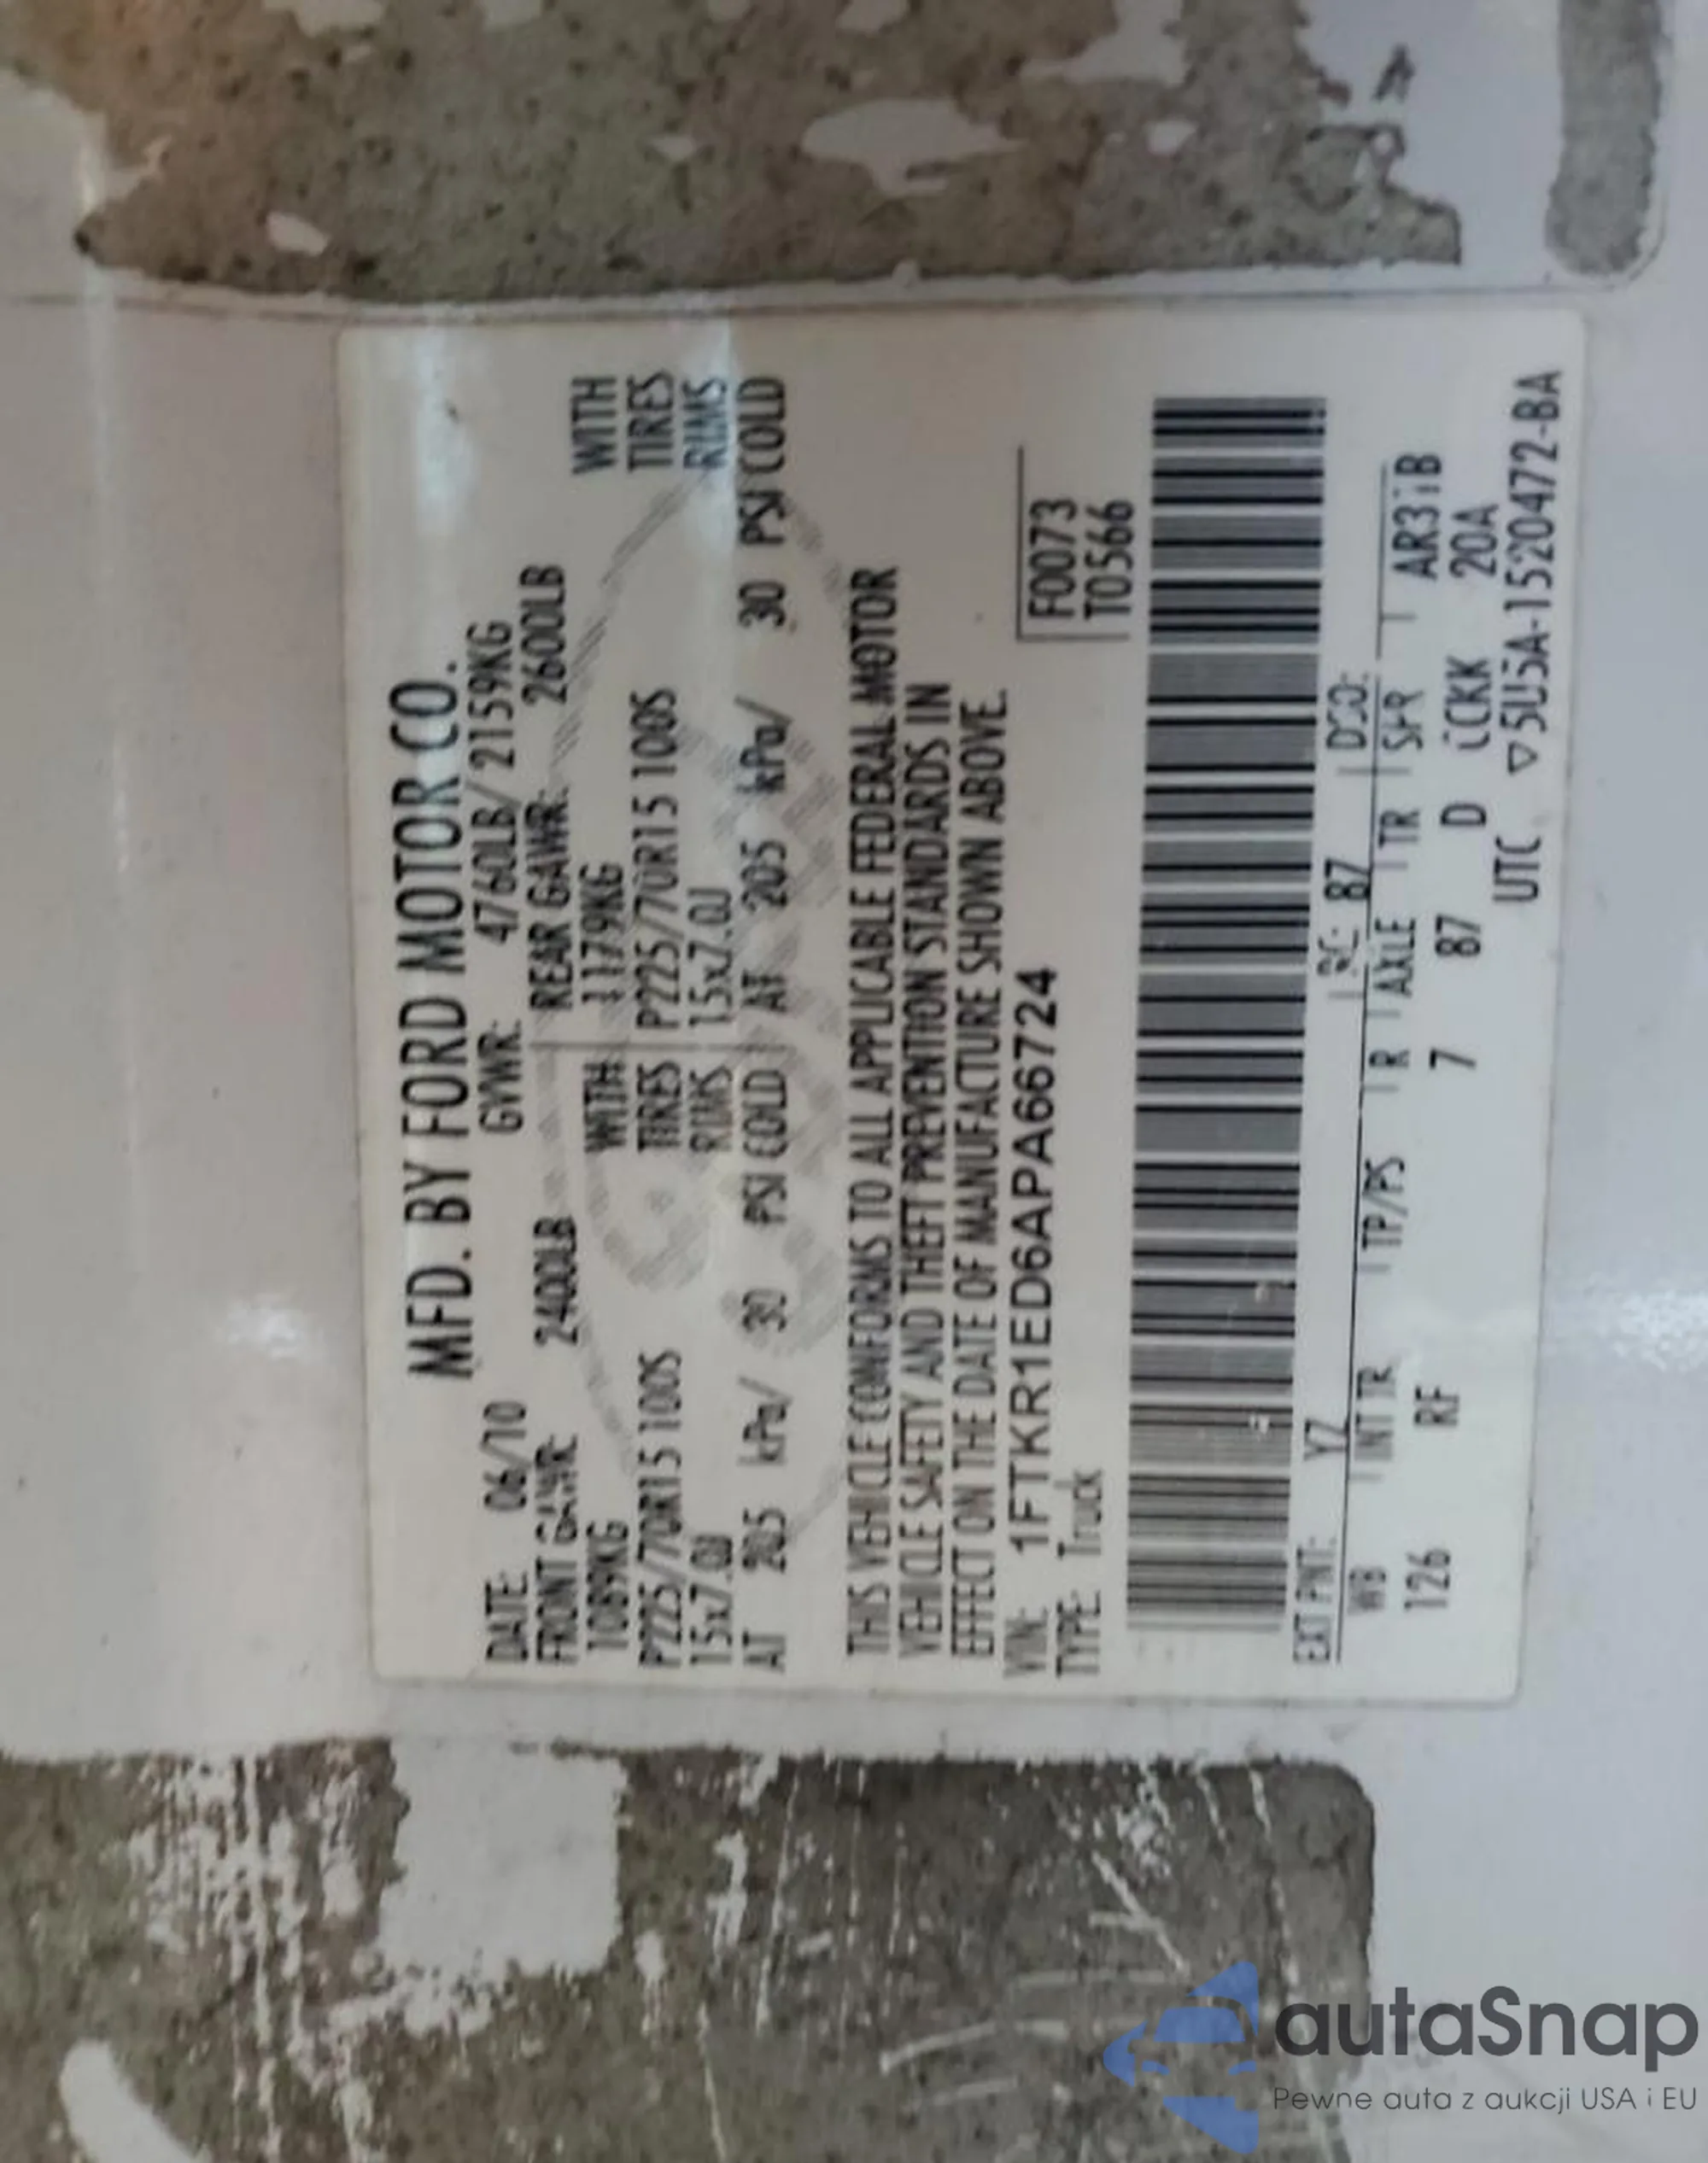 MFD. BY FORD MOTOR CO.
DATE: 06/10 GVWR: 4760LB/ 2159KG
FRONT GAWR: 2400LB REAR GAWR: 2600LB
1089KG WITH 1179KG WITH
P225/70R15 100S TIRES P225/70R15 100S TIRES
15x7.0J RIMS 15x7.0J RIMS
AT 205 kPa/ 30 PSI COLD AT 205 kPa/ 30 PSI COLD
THIS VEHICLE CONFORMS TO ALL APPLICABLE FEDERAL MOTOR
VEHICLE SAFETY AND THEFT PREVENTION STANDARDS IN
EFFECT ON THE DATE OF MANUFACTURE SHOWN ABOVE.
VIN: 1FTKR1ED6APA66724 F0073
TYPE: Truck T0566
EXT PNT: YZ RC: 87 DSO:
WB INT TR TP/PS R AXLE TR SPR AR31B
126 RF 7 87 D 20A
UTC ▽5U5A-1520472-BA
autaSnap
Pewne auta z aukcji USA i EU